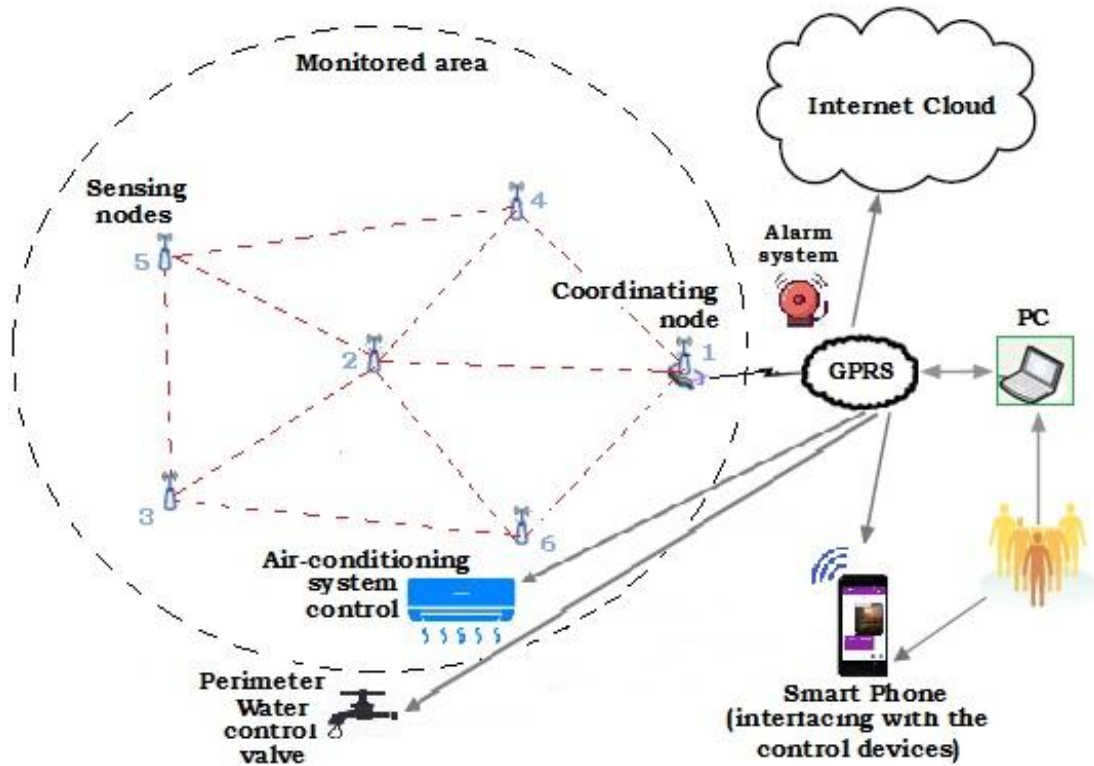 Monitored area
Internet Cloud
Sensing
nodes
4
5
Alarm
system
Coordinating
node
PC
2
1
GPRS
3
6
Air-conditioning
system
control
Perimeter
Water
control
valve
Smart Phone
(interfacing with the
control devices)